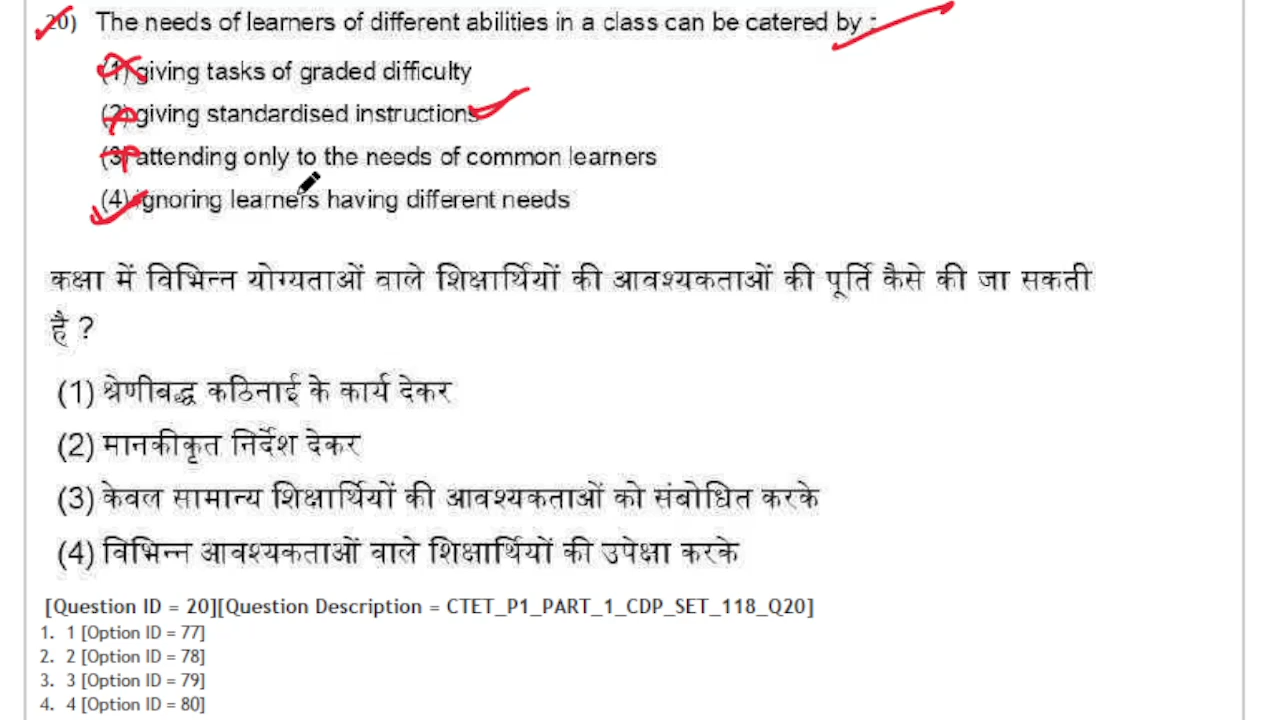 20) The needs of learners of different abilities in a class can be catered by :
(1) giving tasks of graded difficulty
(2) giving standardised instructions
(3) attending only to the needs of common learners
(4) ignoring learners having different needs
कक्षा में विभिन्न योग्यताओं वाले शिक्षार्थियों की आवश्यकताओं की पूर्ति कैसे की जा सकती
है ?
(1) श्रेणीबद्ध कठिनाई के कार्य देकर
(2) मानकीकृत निर्देश देकर
(3) केवल सामान्य शिक्षार्थियों की आवश्यकताओं को संबोधित करके
(4) विभिन्न आवश्यकताओं वाले शिक्षार्थियों की उपेक्षा करके
[Question ID = 20][Question Description = CTET_P1_PART_1_CDP_SET_118_Q20]
1. 1 [Option ID = 77]
2. 2 [Option ID = 78]
3. 3 [Option ID = 79]
4. 4 [Option ID = 80]